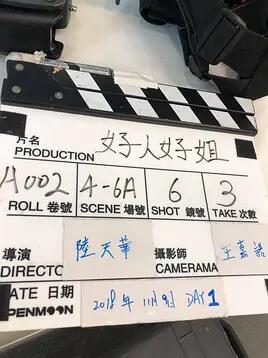 片名
PRODUCTION 好人好姐
A002 4-6A 6 3
ROLL 卷號 SCENE 場號 SHOT 鏡號 TAKE 次數
導演 陸天華 攝影師 王嘉諾
DIRECTO CAMERAMA
DATE 日期 2018年11月9日 DAY 1
PENMOON